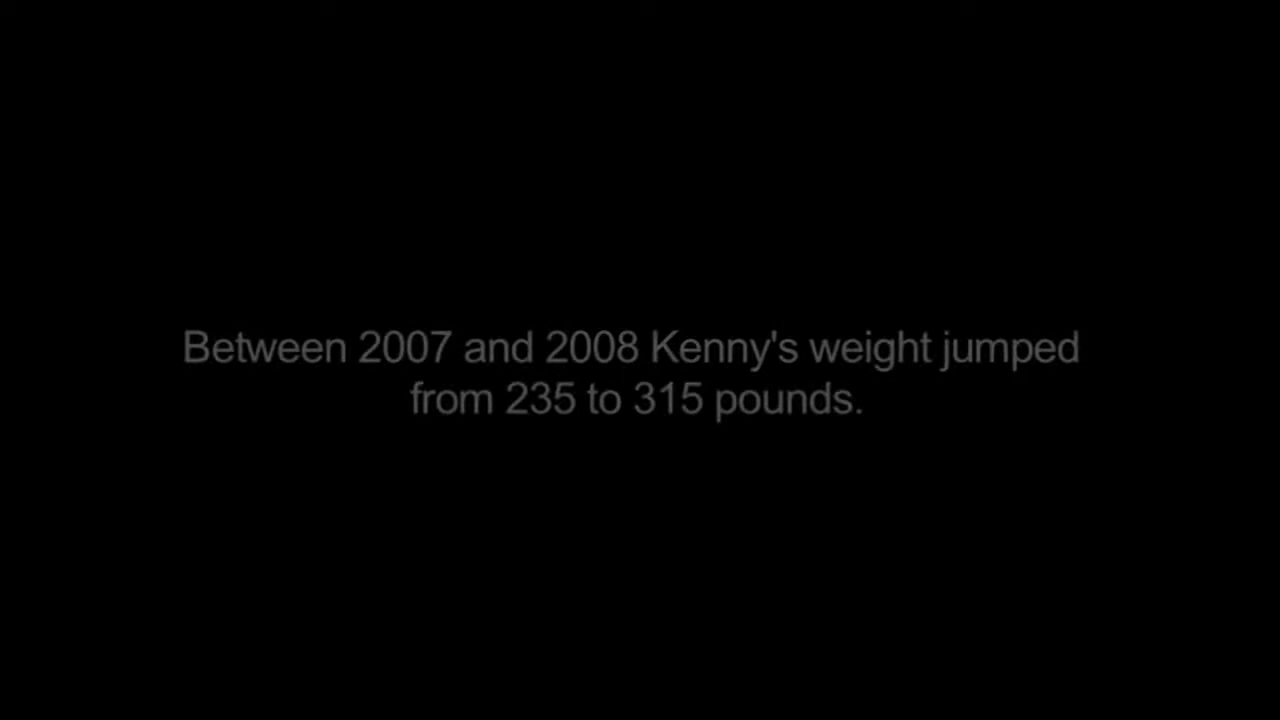 Between 2007 and 2008 Kenny's weight jumped
from 235 to 315 pounds.